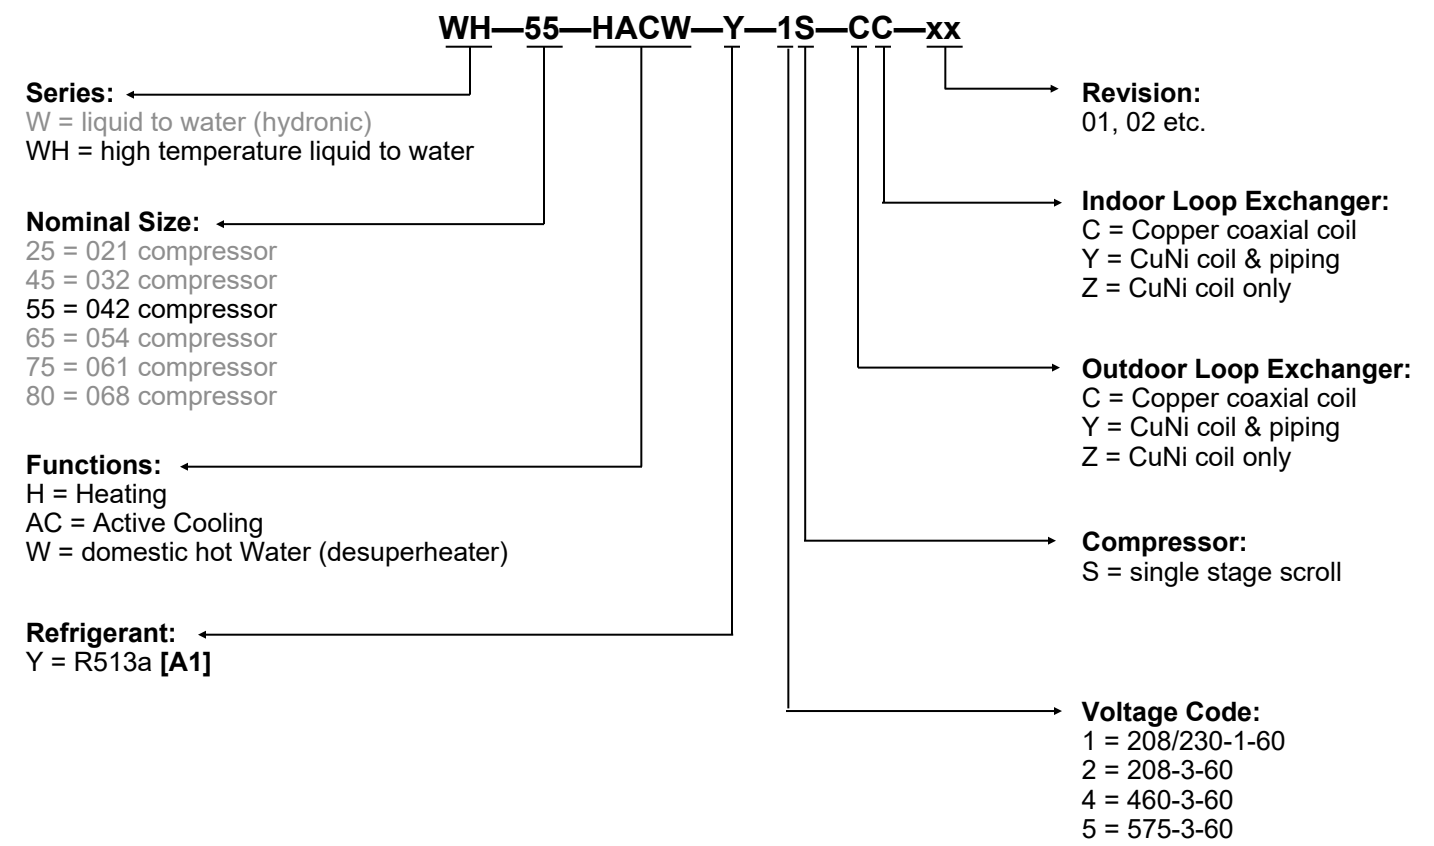 WH—55—HACW—Y—1S—CC—xx
Series:
W = liquid to water (hydronic)
WH = high temperature liquid to water
Nominal Size:
25 = 021 compressor
45 = 032 compressor
55 = 042 compressor
65 = 054 compressor
75 = 061 compressor
80 = 068 compressor
Functions:
H = Heating
AC = Active Cooling
W = domestic hot Water (desuperheater)
Refrigerant:
Y = R513a [A1]
Revision:
01, 02 etc.
Indoor Loop Exchanger:
C = Copper coaxial coil
Y = CuNi coil & piping
Z = CuNi coil only
Outdoor Loop Exchanger:
C = Copper coaxial coil
Y = CuNi coil & piping
Z = CuNi coil only
Compressor:
S = single stage scroll
Voltage Code:
1 = 208/230-1-60
2 = 208-3-60
4 = 460-3-60
5 = 575-3-60